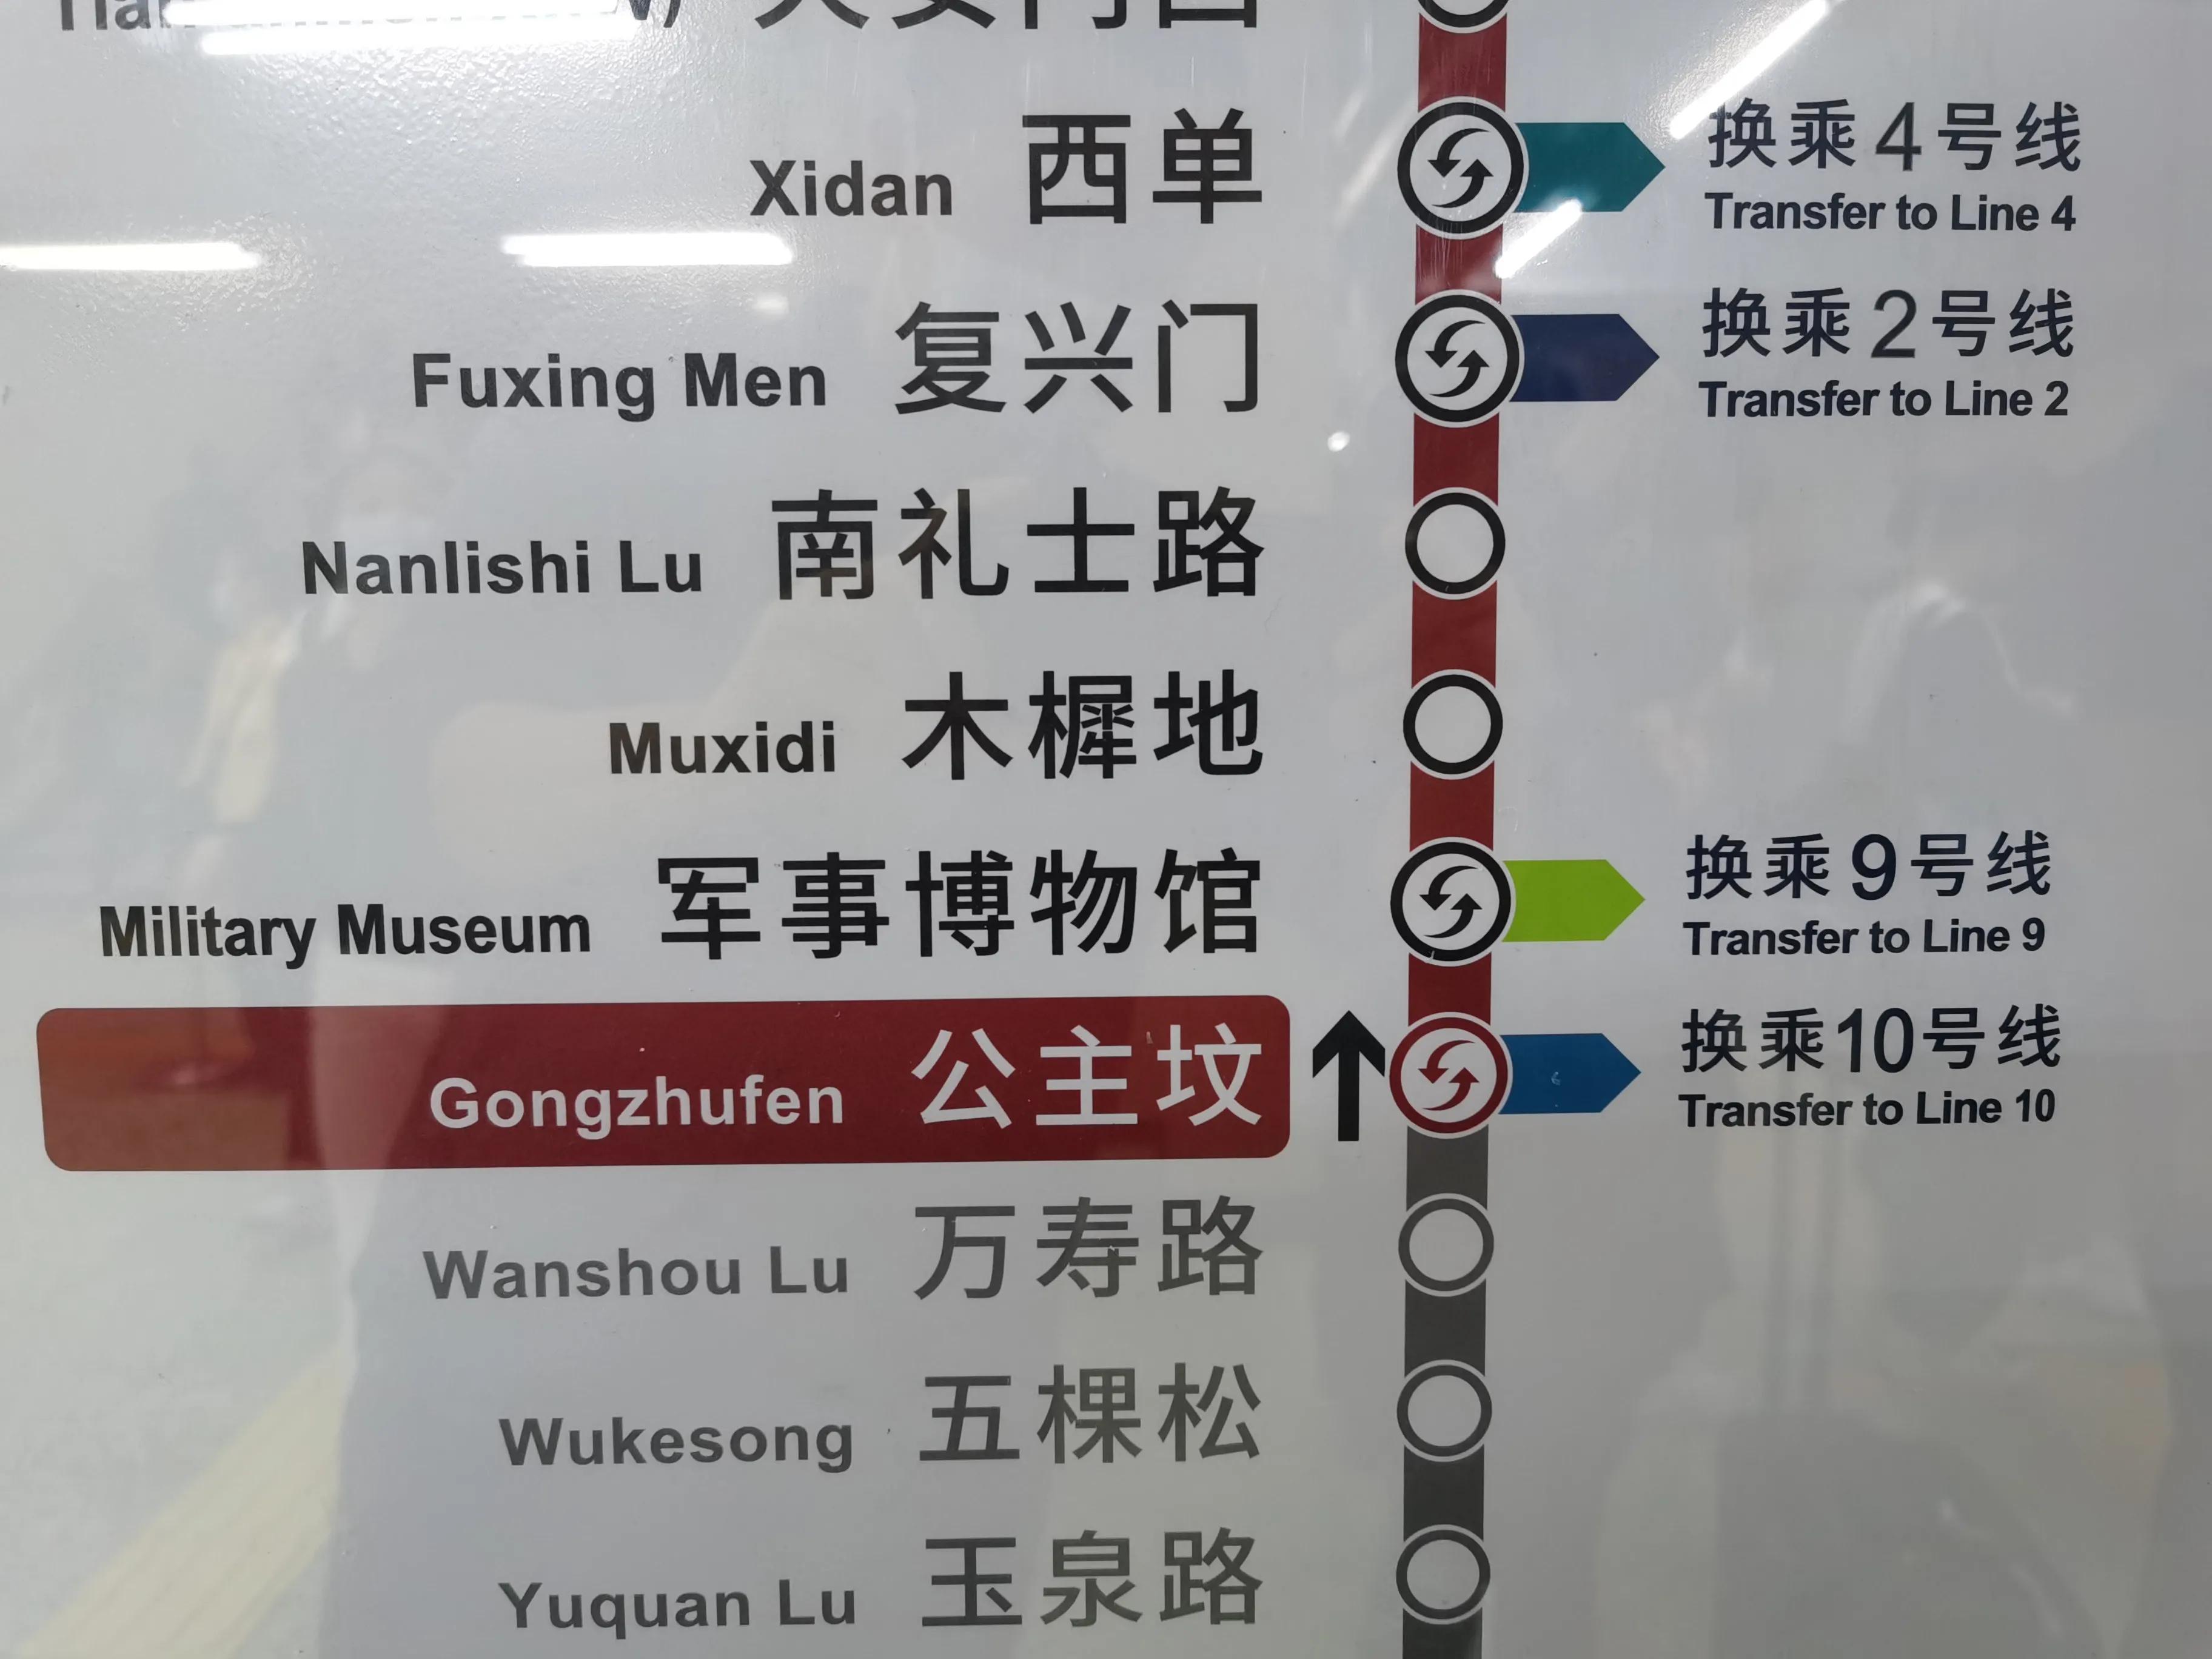 Xidan 西单
换乘4号线
Transfer to Line 4
Fuxing Men 复兴门
换乘2号线
Transfer to Line 2
Nanlishi Lu 南礼士路
Muxidi 木樨地
Military Museum 军事博物馆
换乘9号线
Transfer to Line 9
Gongzhufen 公主坟
换乘10号线
Transfer to Line 10
Wanshou Lu 万寿路
Wukesong 五棵松
Yuquan Lu 玉泉路